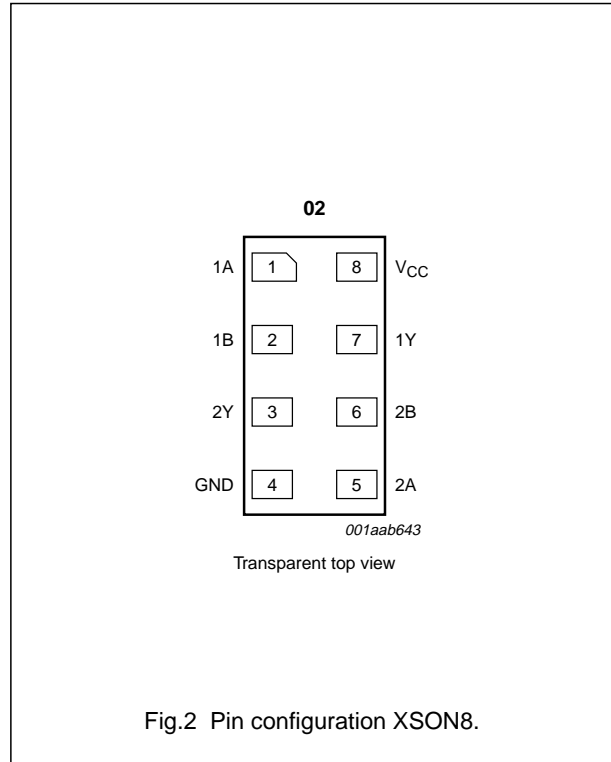 02
1A 1 8 VCC
1B 2 7 1Y
2Y 3 6 2B
GND 4 5 2A
001aab643
Transparent top view
Fig.2 Pin configuration XSON8.